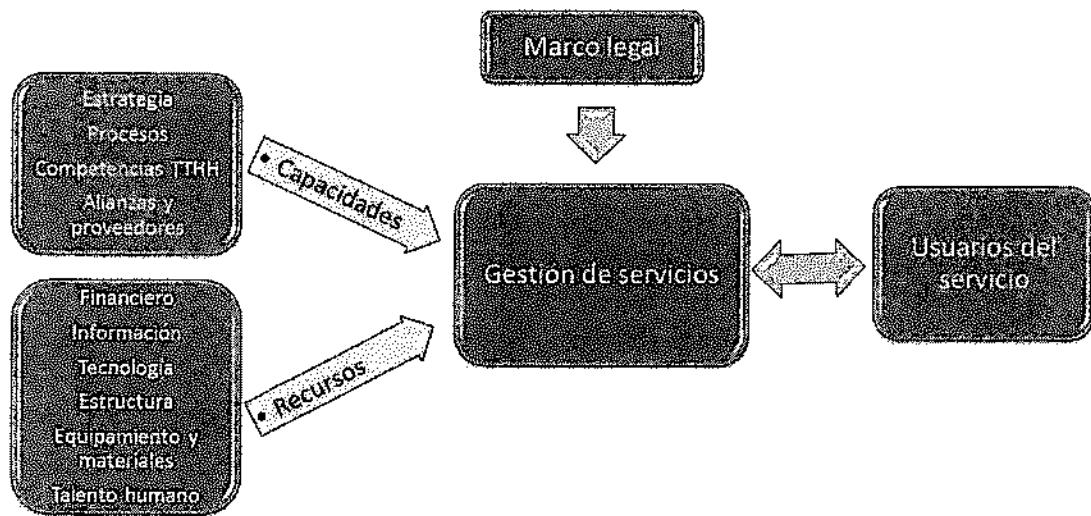 Marco legal
Estrategia
Procesos
Competencias TTHH
Alianzas y
proveedores
• Capacidades
Gestión de servicios
Usuarios del
servicio
Financiero
Información
Tecnología
Estructura
Equipamiento y
materiales
Talento humano
• Recursos